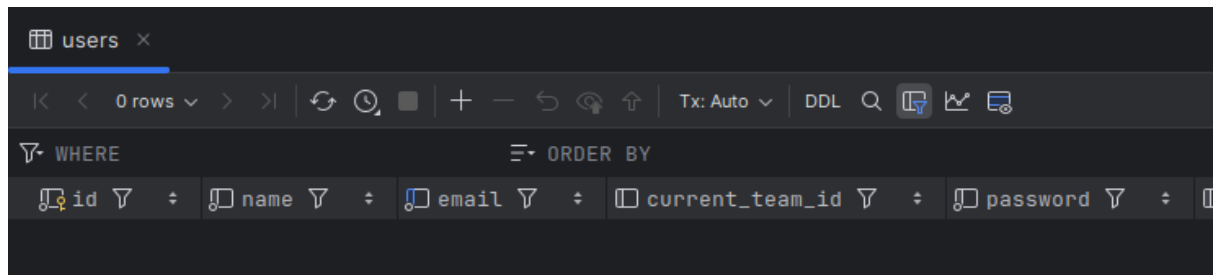 users
0 rows Tx: Auto DDL
WHERE ORDER BY
id name email current_team_id password